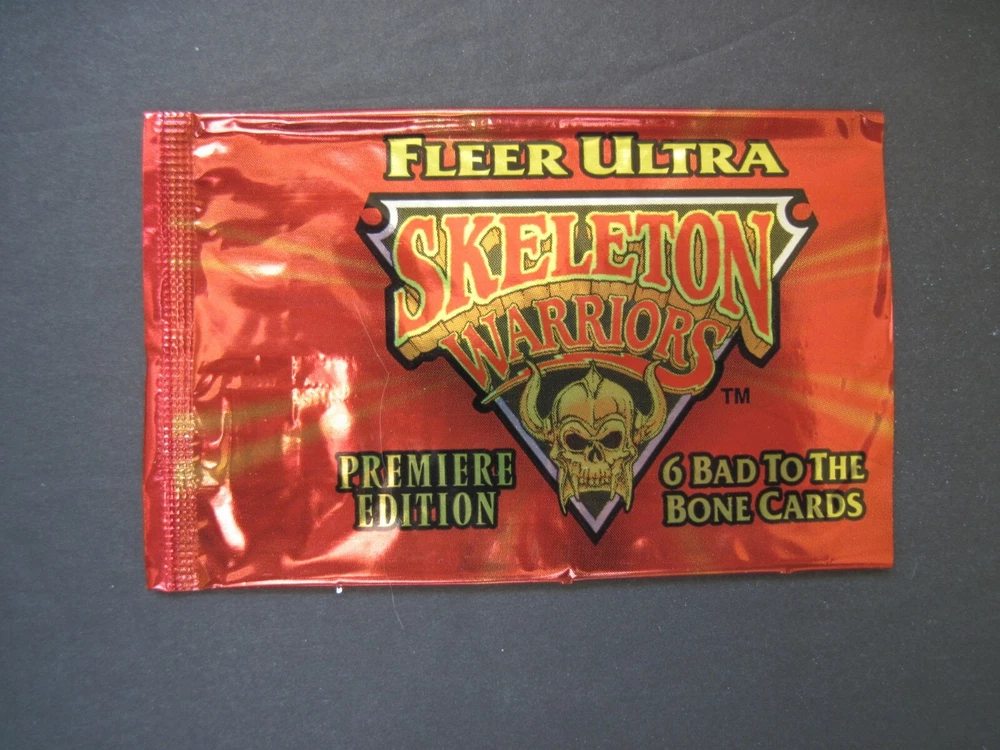 FLEER ULTRA
SKELETON
WARRIORS
TM
PREMIERE
EDITION
6 BAD TO THE
BONE CARDS